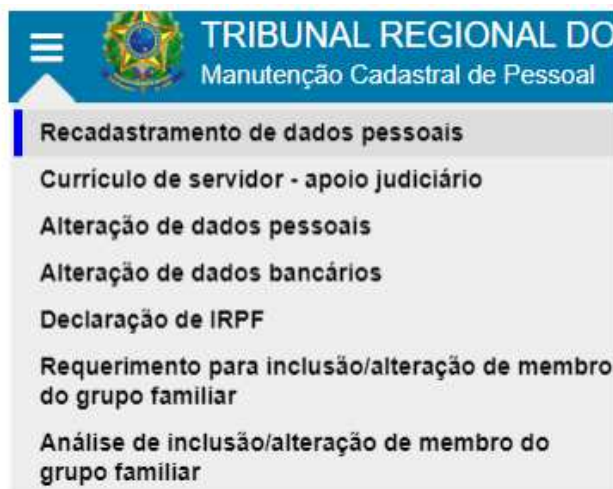 TRIBUNAL REGIONAL DO
Manutenção Cadastral de Pessoal
Recadastramento de dados pessoais
Currículo de servidor - apoio judiciário
Alteração de dados pessoais
Alteração de dados bancários
Declaração de IRPF
Requerimento para inclusão/alteração de membro
do grupo familiar
Análise de inclusão/alteração de membro do
grupo familiar